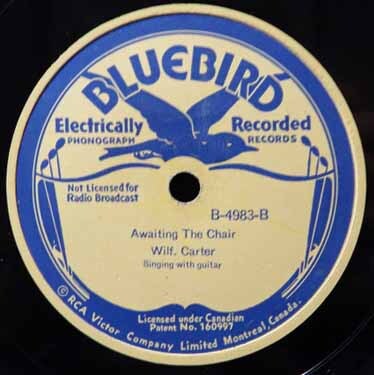 BLUEBIRD
Electrically Recorded
PHONOGRAPH RECORDS
Not Licensed for
Radio Broadcast
B-4983-B
Awaiting The Chair
Wilf. Carter
Singing with guitar
Licensed under Canadian
Patent No. 160997
© RCA Victor Company Limited Montreal, Canada.